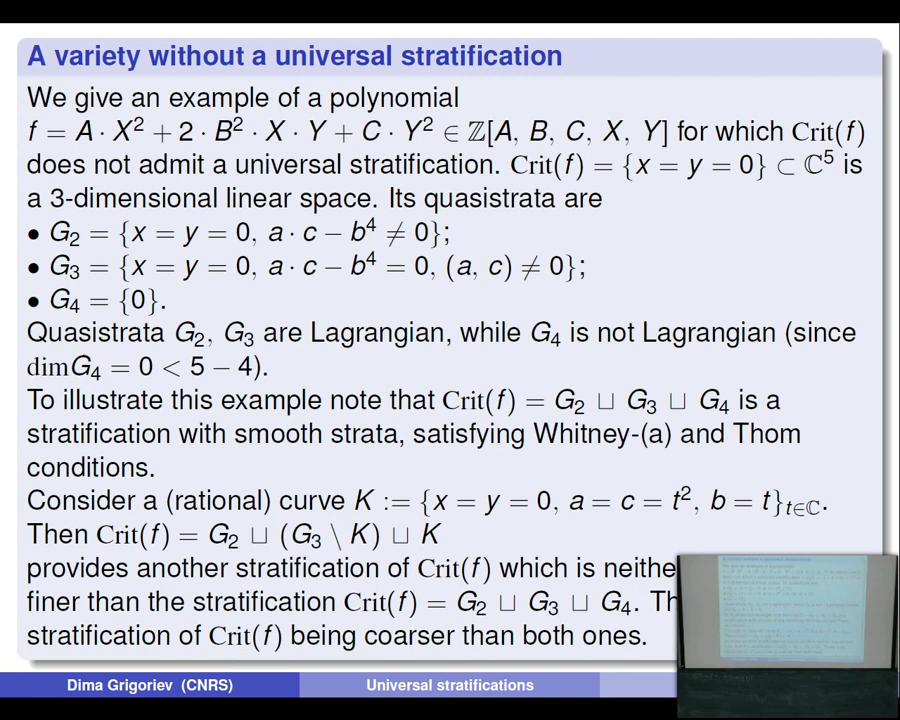 A variety without a universal stratification
We give an example of a polynomial
f = A · X² + 2 · B² · X · Y + C · Y² ∈ ℤ[A, B, C, X, Y] for which Crit(f)
does not admit a universal stratification. Crit(f) = {x = y = 0} ⊂ ℂ⁵ is
a 3-dimensional linear space. Its quasistrata are
• G₂ = {x = y = 0, a · c − b⁴ ≠ 0};
• G₃ = {x = y = 0, a · c − b⁴ = 0, (a, c) ≠ 0};
• G₄ = {0}.
Quasistrata G₂, G₃ are Lagrangian, while G₄ is not Lagrangian (since
dimG₄ = 0 < 5 − 4).
To illustrate this example note that Crit(f) = G₂ ⊔ G₃ ⊔ G₄ is a
stratification with smooth strata, satisfying Whitney-(a) and Thom
conditions.
Consider a (rational) curve K := {x = y = 0, a = c = t², b = t}ₜ∈ℂ.
Then Crit(f) = G₂ ⊔ (G₃ \ K) ⊔ K
provides another stratification of Crit(f) which is
finer than the stratification Crit(f) = G₂ ⊔ G₃ ⊔ G₄.
stratification of Crit(f) being coarser than both ones.
Dima Grigoriev (CNRS)
Universal stratifications